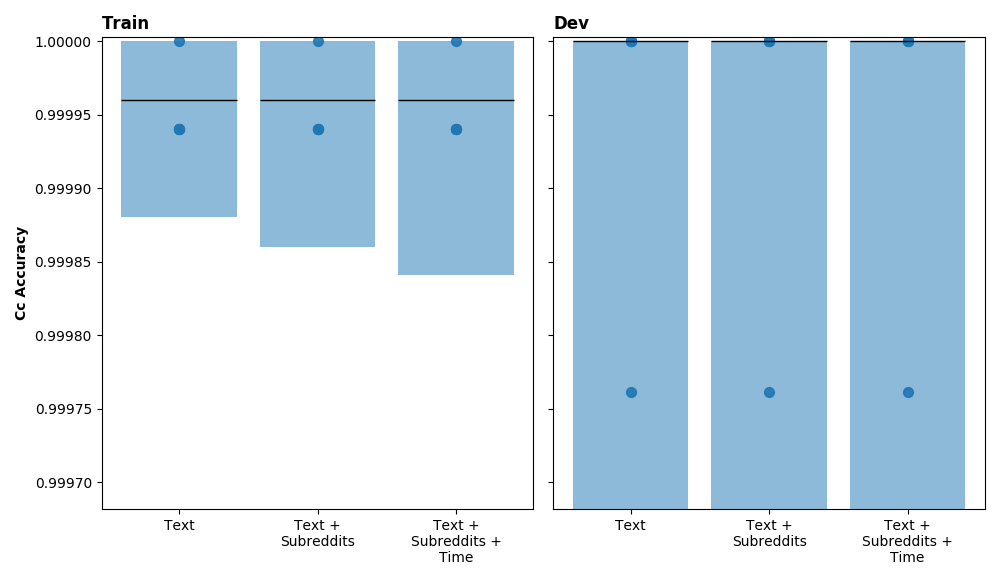 Train
Dev
Cc Accuracy
1.00000
0.99995
0.99990
0.99985
0.99980
0.99975
0.99970
Text
Text +
Subreddits
Text +
Subreddits +
Time
Text
Text +
Subreddits
Text +
Subreddits +
Time